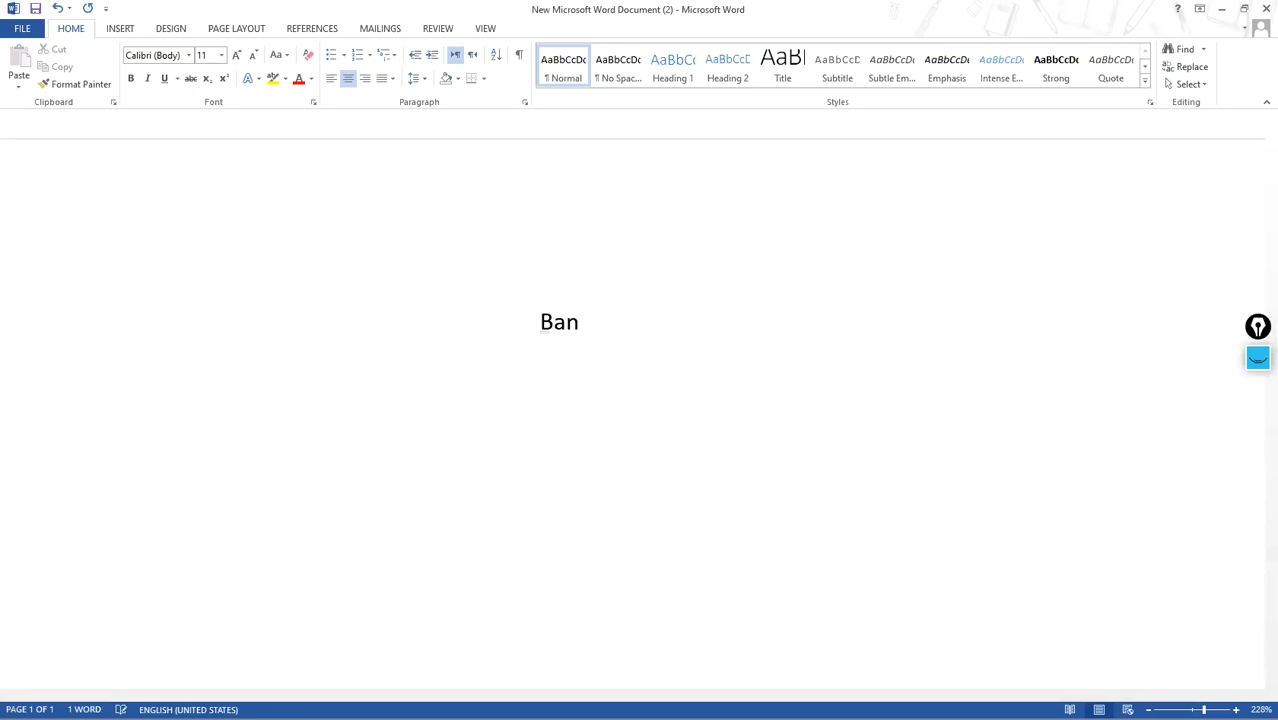 New Microsoft Word Document (2) - Microsoft Word
FILE HOME INSERT DESIGN PAGE LAYOUT REFERENCES MAILINGS REVIEW VIEW
Paste
Cut
Copy
Format Painter
Clipboard
Calibri (Body) 11
Font
Paragraph
AaBbCcDc AaBbCcDc AaBbCc AaBbCcD AaB AaBbCcD AaBbCcDc AaBbCcDc AaBbCcDc AaBbCcDc AaBbCcDc
¶ Normal ¶ No Spac... Heading 1 Heading 2 Title Subtitle Subtle Em... Emphasis Intense E... Strong Quote
Styles
Find
Replace
Select
Editing
Ban
PAGE 1 OF 1 1 WORD ENGLISH (UNITED STATES) 228%